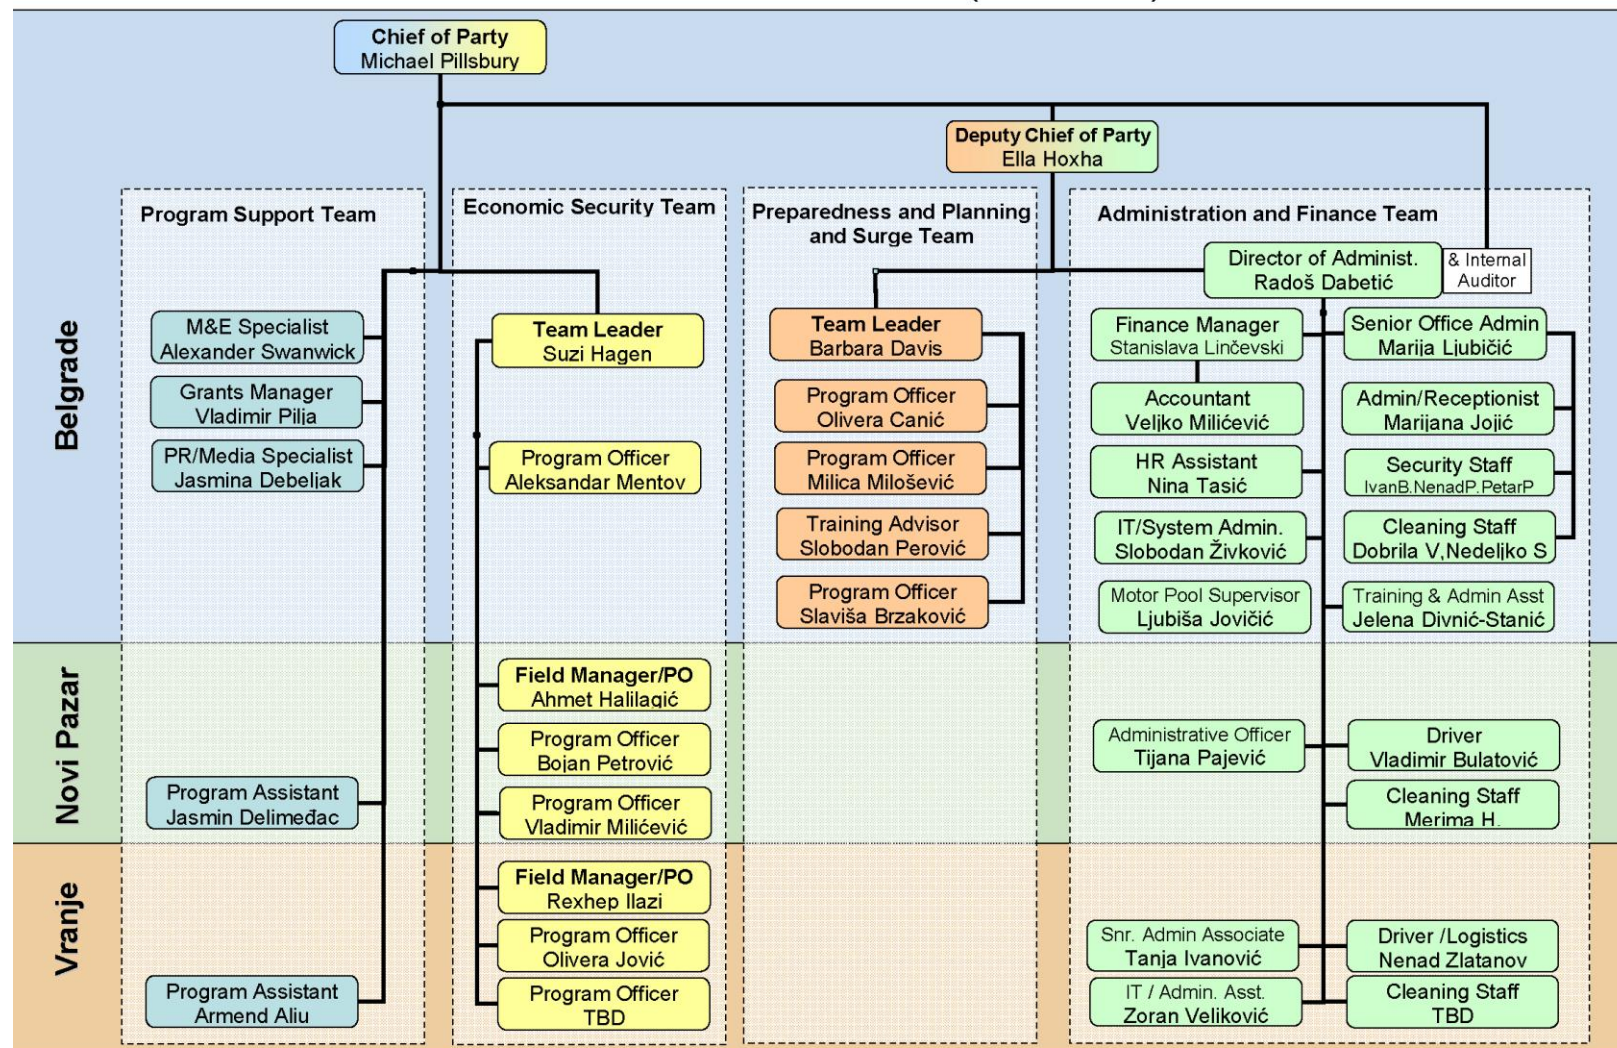 Chief of Party
Michael Pillsbury
Deputy Chief of Party
Ella Hoxha
Program Support Team
Economic Security Team
Preparedness and Planning
and Surge Team
Administration and Finance Team
Belgrade
Director of Administ.
Radoš Dabetić
& Internal
Auditor
M&E Specialist
Alexander Swanwick
Grants Manager
Vladimir Pilja
PR/Media Specialist
Jasmina Debeljak
Team Leader
Suzi Hagen
Program Officer
Aleksandar Mentov
Team Leader
Barbara Davis
Program Officer
Olivera Canić
Program Officer
Milica Milošević
Training Advisor
Slobodan Perović
Program Officer
Slaviša Brzaković
Finance Manager
Stanislava Linčevski
Accountant
Veljko Milićević
HR Assistant
Nina Tasić
IT/System Admin.
Slobodan Živković
Motor Pool Supervisor
Ljubiša Jovičić
Senior Office Admin
Marija Ljubičić
Admin/Receptionist
Marijana Jojić
Security Staff
IvanB.NenadP.PetarP
Cleaning Staff
Dobrila V,Nedeljko S
Training & Admin Asst
Jelena Divnić-Stanić
Novi Pazar
Program Assistant
Jasmin Delimeđac
Field Manager/PO
Ahmet Halilagić
Program Officer
Bojan Petrović
Program Officer
Vladimir Milićević
Administrative Officer
Tijana Pajević
Driver
Vladimir Bulatović
Cleaning Staff
Merima H.
Vranje
Program Assistant
Armend Aliu
Field Manager/PO
Rexhep Ilazi
Program Officer
Olivera Jović
Program Officer
TBD
Snr. Admin Associate
Tanja Ivanović
IT / Admin. Asst.
Zoran Veliković
Driver /Logistics
Nenad Zlatanov
Cleaning Staff
TBD